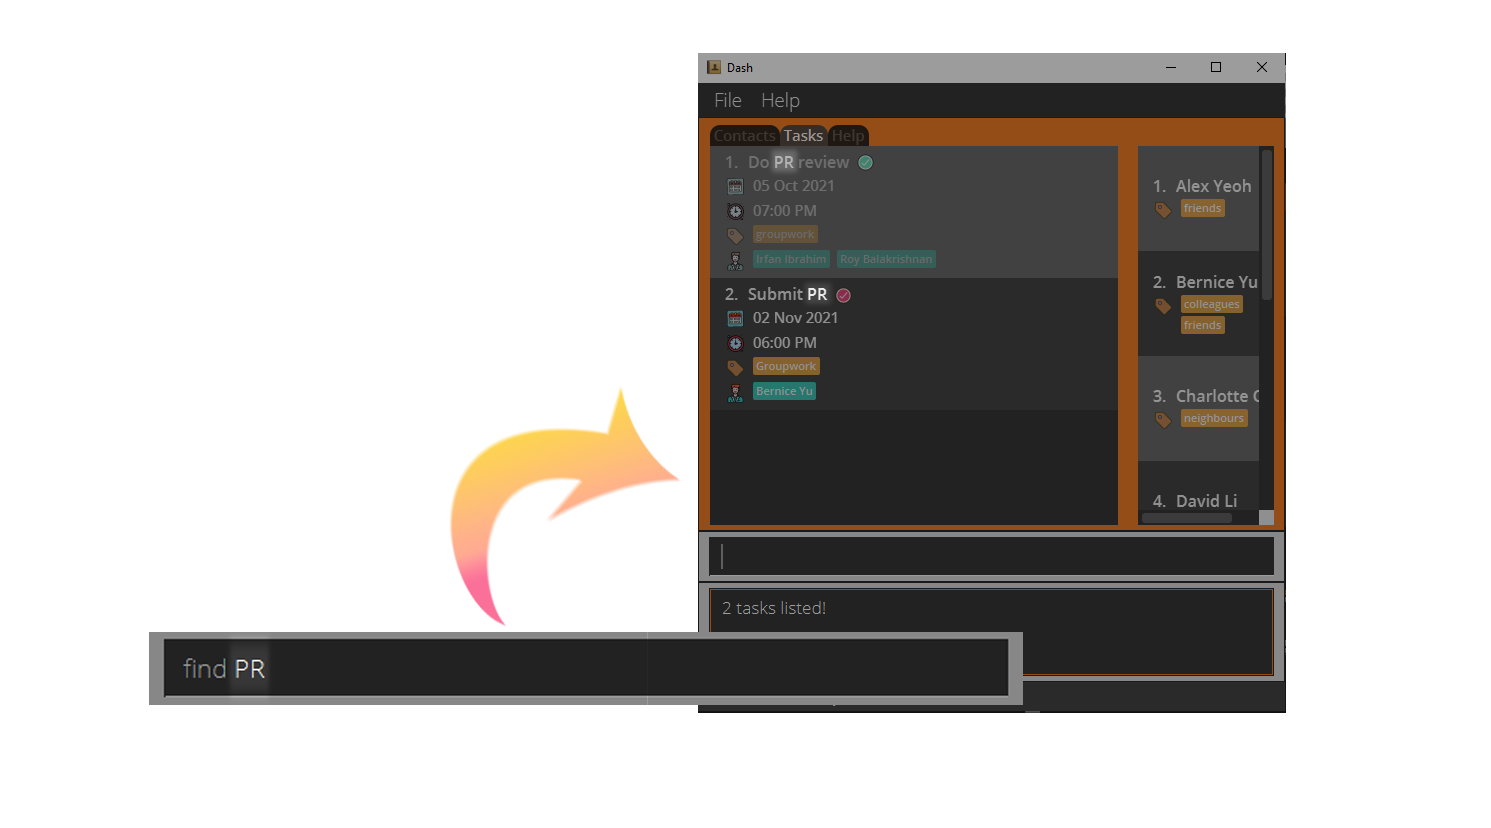 Dash
File Help
Contacts Tasks Help
1. Do PR review
05 Oct 2021
07:00 PM
groupwork
Irfan Ibrahim Roy Balakrishnan
2. Submit PR
02 Nov 2021
06:00 PM
Groupwork
Bernice Yu
1. Alex Yeoh
friends
2. Bernice Yu
colleagues
friends
3. Charlotte
neighbours
4. David Li
2 tasks listed!
find PR